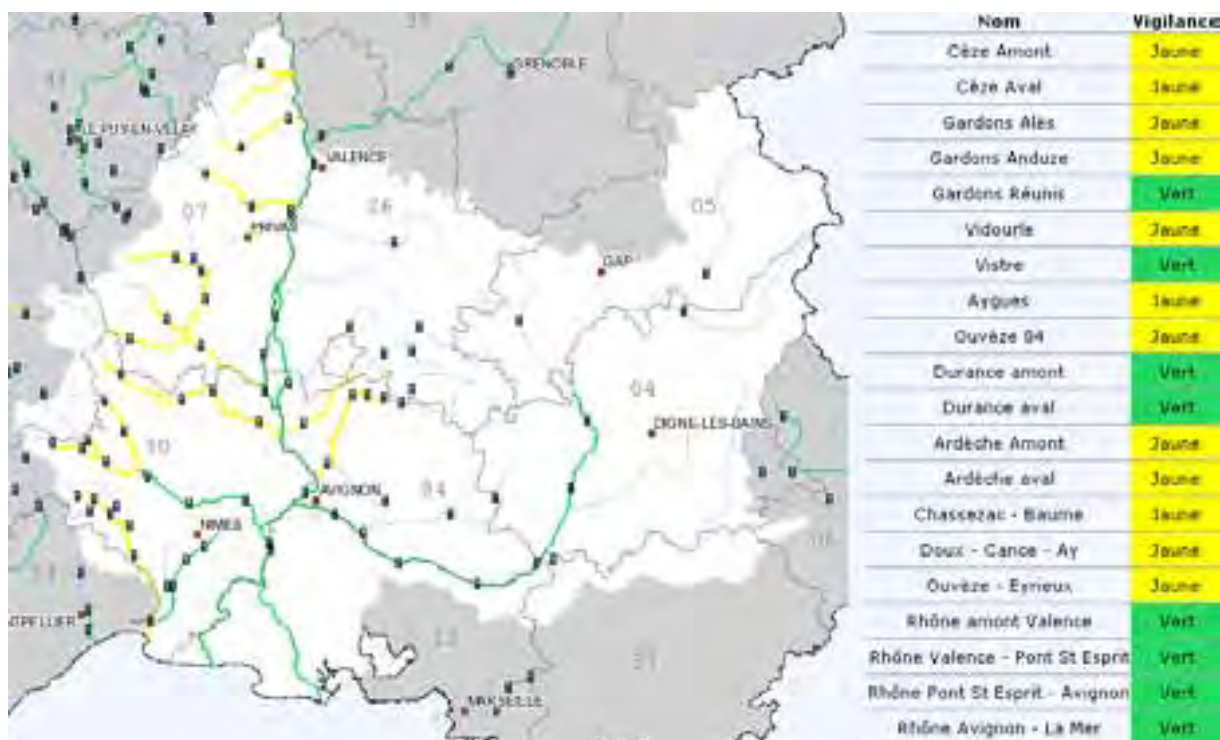 GRENOBLE
LE PUY-EN-VELAY
VALENCE
07
26
05
PRIVAS
GAP
04
DIGNE-LES-BAINS
30
84
AVIGNON
NIMES
MARSEILLE
Nom Vigilance
Cèze Amont Jaune
Cèze Aval Jaune
Gardons Alès Jaune
Gardons Anduze Jaune
Gardons Réunis Vert
Vidourle Jaune
Vistre Vert
Aygues Jaune
Ouvèze 84 Jaune
Durance amont Vert
Durance aval Vert
Ardèche Amont Jaune
Ardèche aval Jaune
Chassezac - Baume Jaune
Doux - Cance - Ay Jaune
Ouvèze - Eyrieux Jaune
Rhône amont Valence Vert
Rhône Valence - Pont St Esprit Vert
Rhône Pont St Esprit - Avignon Vert
Rhône Avignon - La Mer Vert